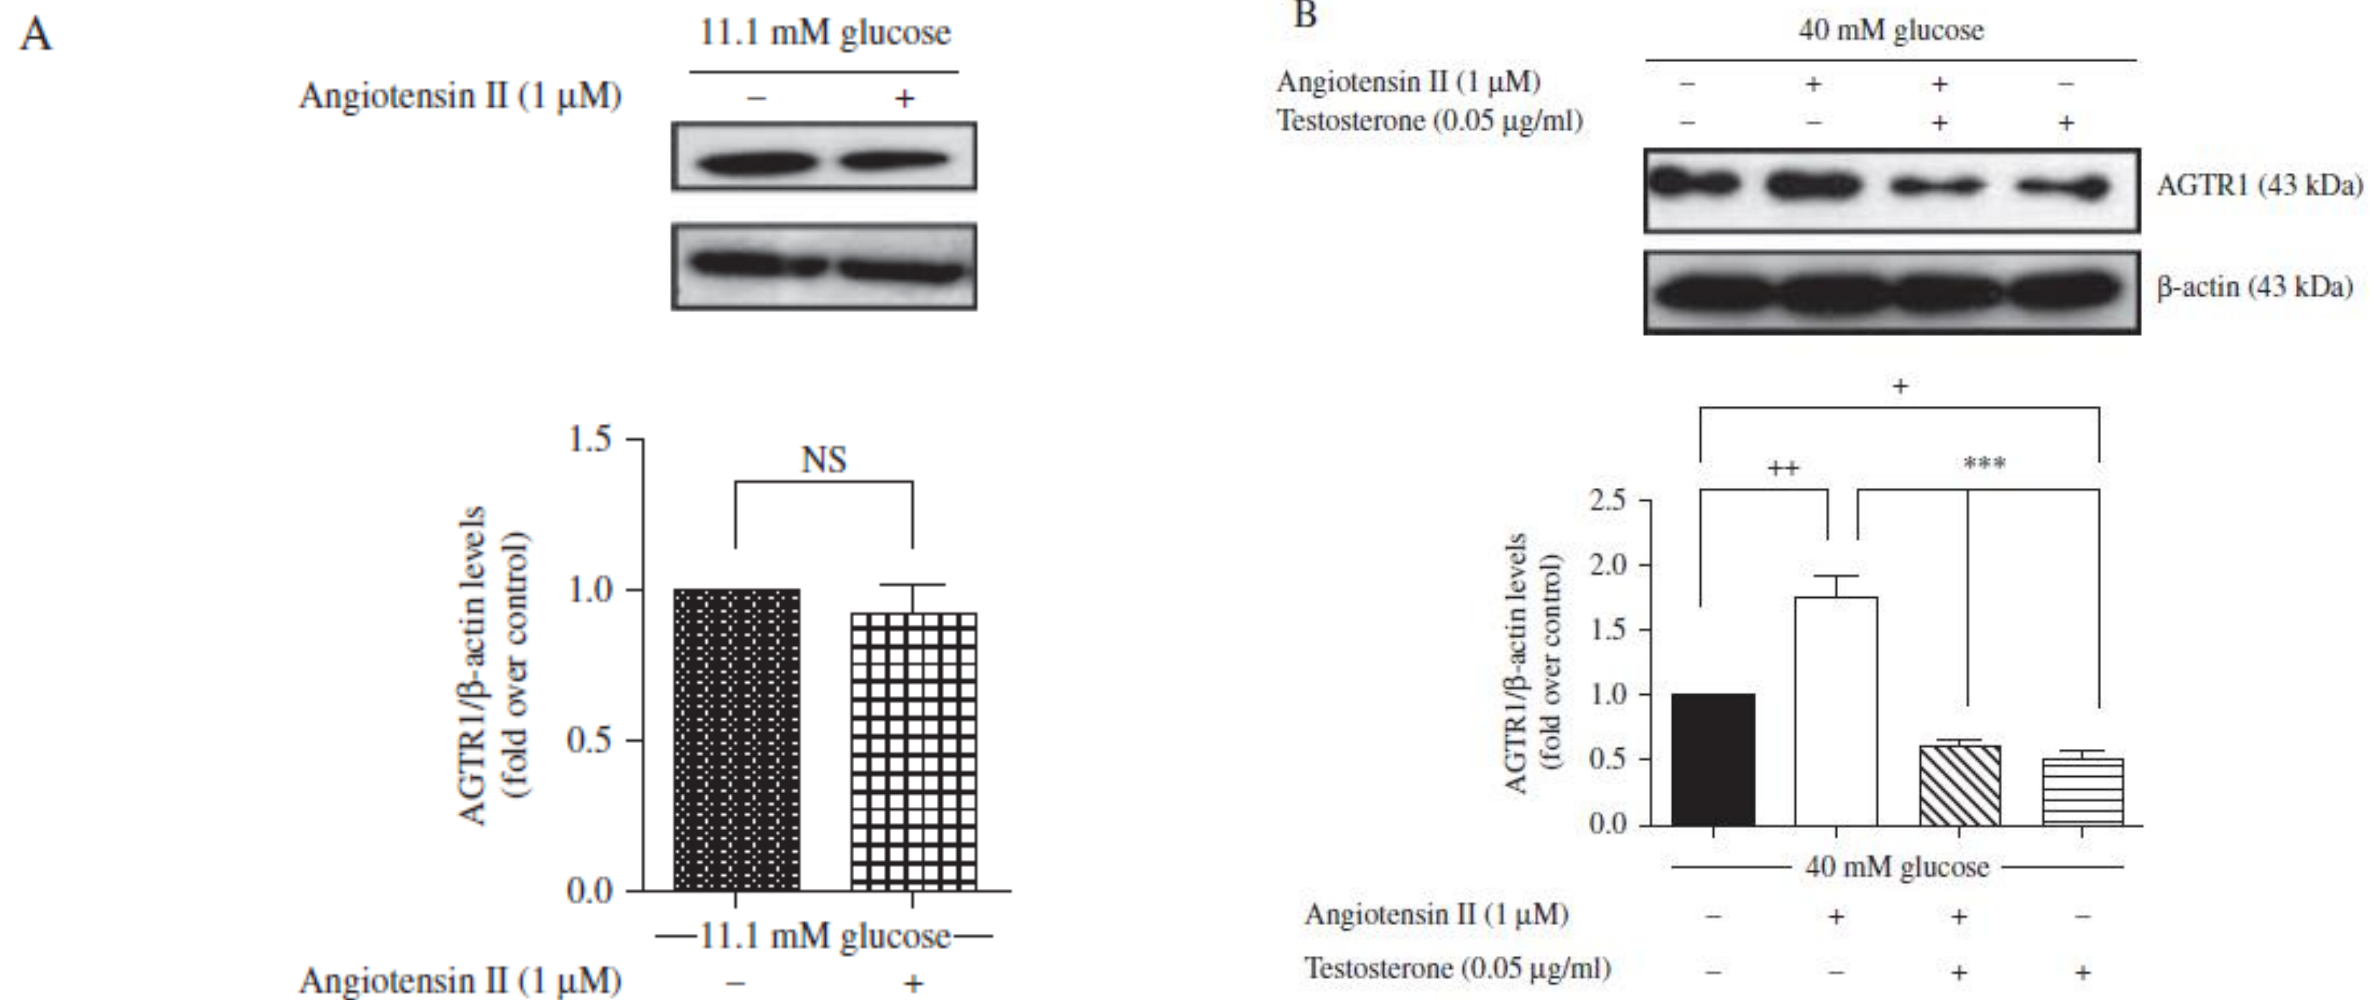 A
11.1 mM glucose
Angiotensin II (1 µM) – +
NS
1.5
1.0
0.5
0.0
AGTR1/β-actin levels
(fold over control)
11.1 mM glucose
Angiotensin II (1 µM) – +
B
40 mM glucose
Angiotensin II (1 µM) – + + –
Testosterone (0.05 µg/ml) – – + +
AGTR1 (43 kDa)
β-actin (43 kDa)
+
++ ***
2.5
2.0
1.5
1.0
0.5
0.0
AGTR1/β-actin levels
(fold over control)
40 mM glucose
Angiotensin II (1 µM) – + + –
Testosterone (0.05 µg/ml) – – + +